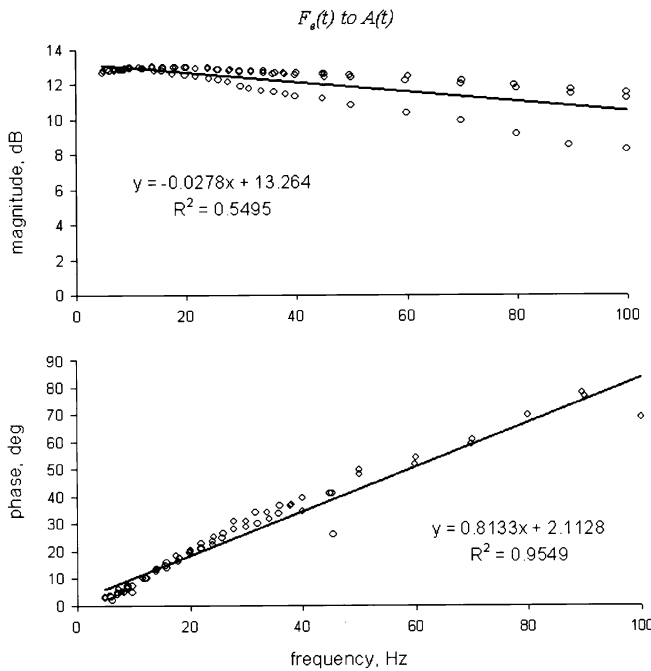 Fe(t) to A(t)
14
12
10
8
6
4
2
0
magnitude, dB
y = -0.0278x + 13.264
R² = 0.5495
0 20 40 60 80 100
90
80
70
60
50
40
30
20
10
0
phase, deg
y = 0.8133x + 2.1128
R² = 0.9549
0 20 40 60 80 100
frequency, Hz